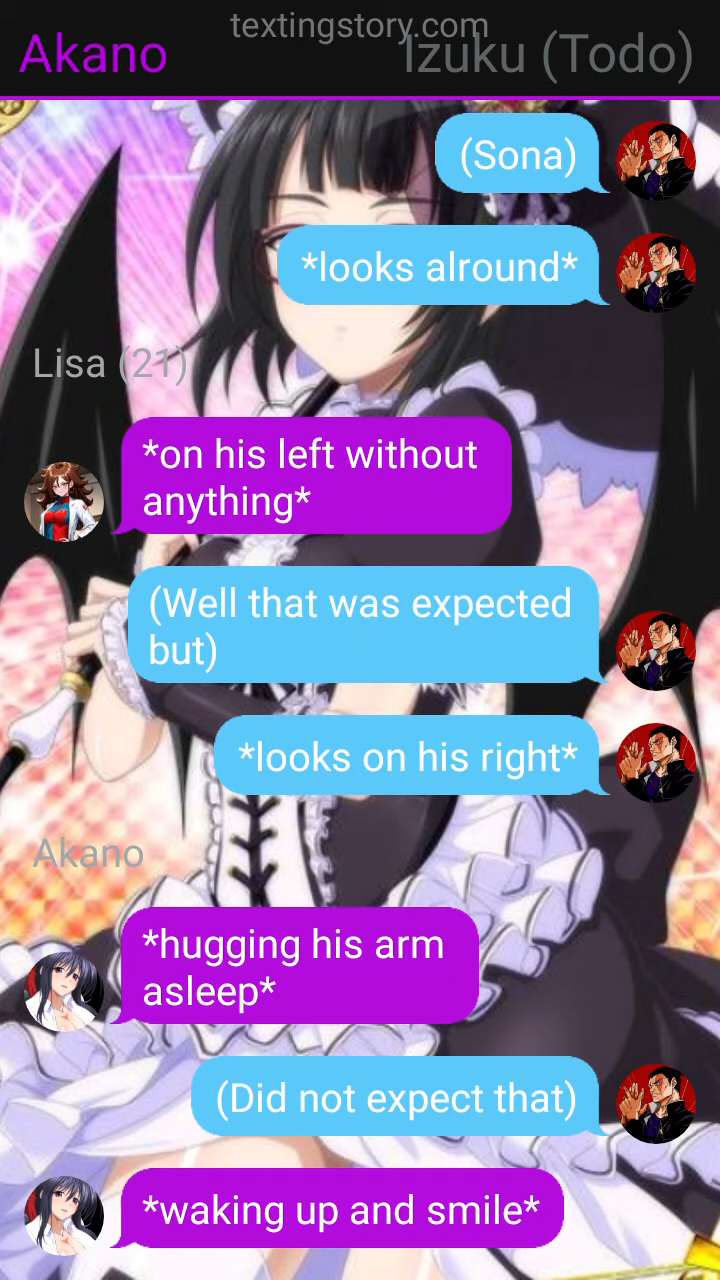 textingstory.com
Akano
Izuku (Todo)
(Sona)
*looks alround*
Lisa (21)
*on his left without
anything*
(Well that was expected
but)
*looks on his right*
Akano
*hugging his arm
asleep*
(Did not expect that)
*waking up and smile*